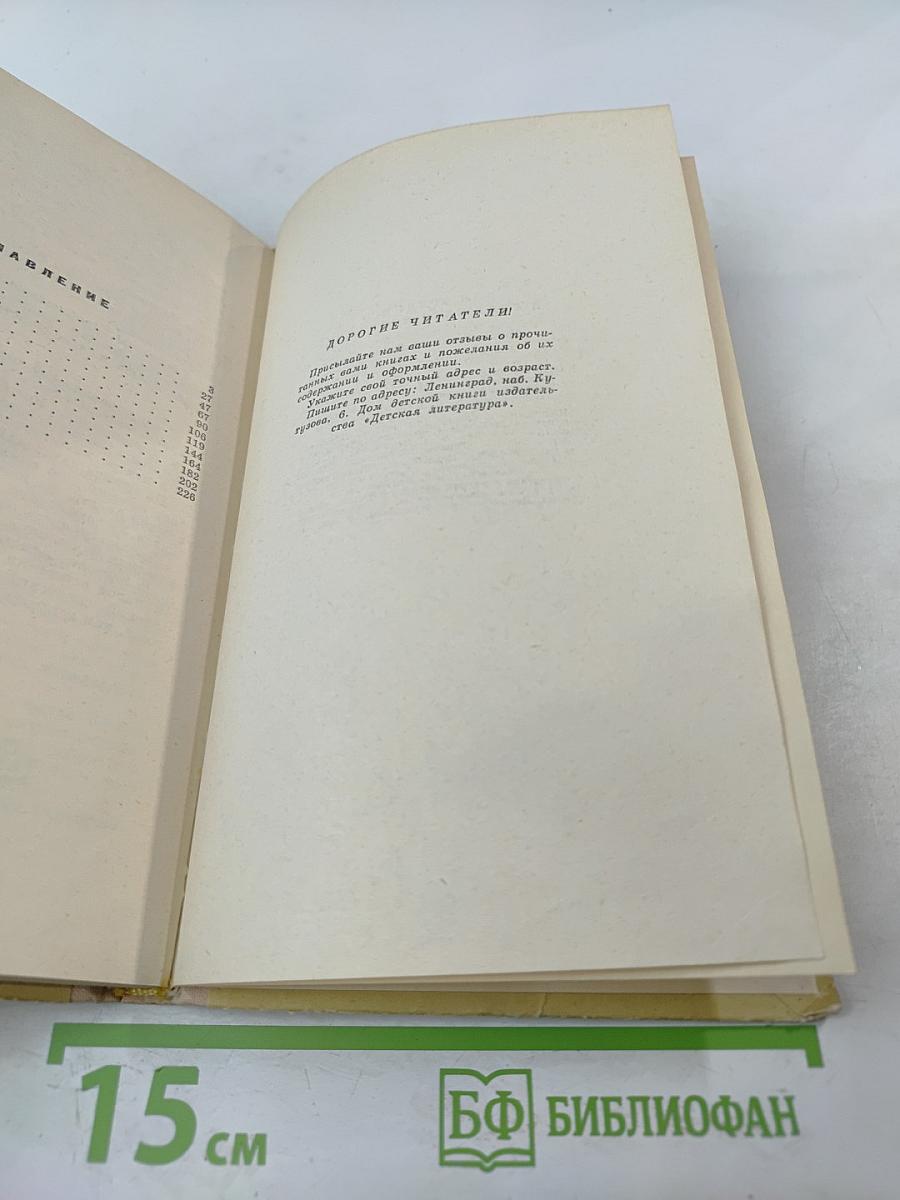 ЛАВЛЕНИЕ
3
27
47
67
90
106
119
144
164
182
202
226
ДОРОГИЕ ЧИТАТЕЛИ!
Присылайте нам ваши отзывы о прочи-
танных вами книгах и пожелания об их
содержании и оформлении.
Укажите свой точный адрес и возраст.
Пишите по адресу: Ленинград, наб. Ку-
тузова, 6. Дом детской книги издатель-
ства «Детская литература».
15 см
БФ БИБЛИОФАН